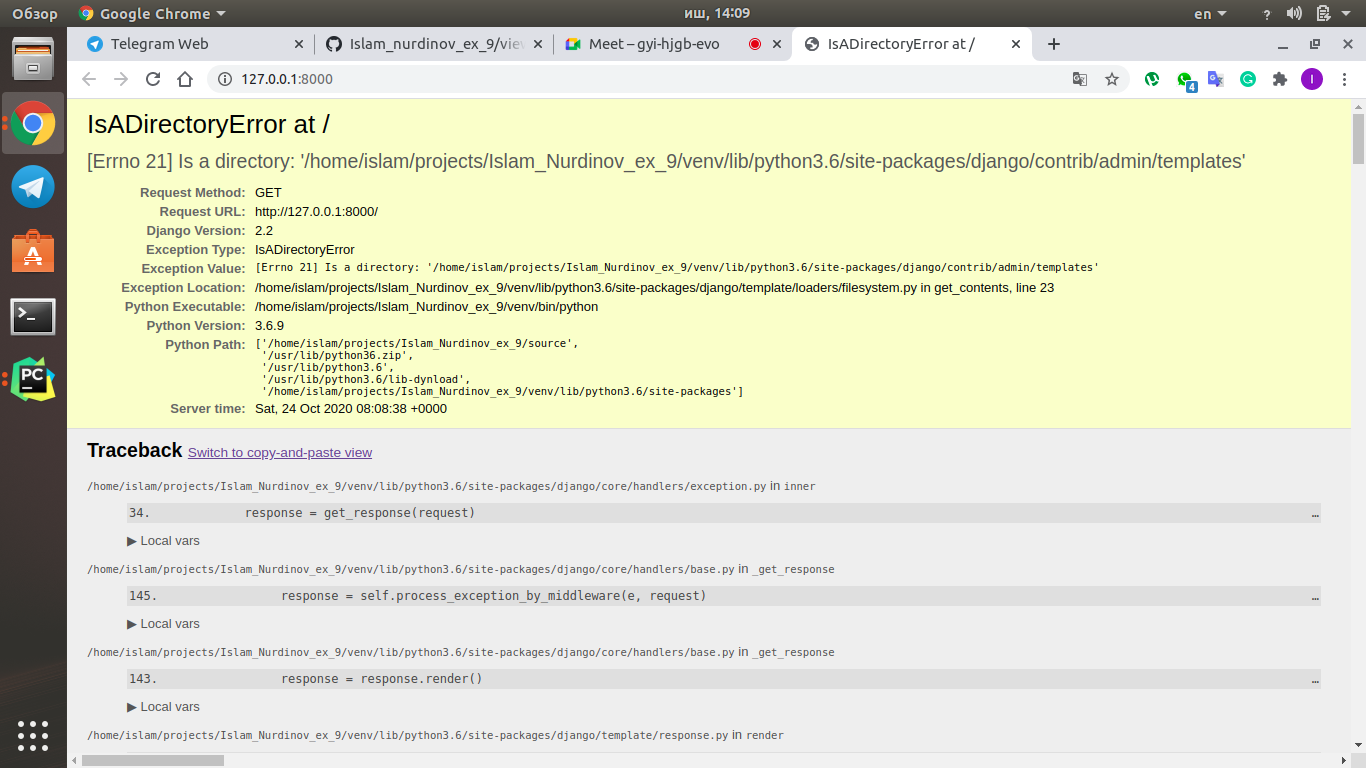 Обзор Google Chrome иш, 14:09 en ?
Telegram Web Islam_nurdinov_ex_9/vie Meet – gyi-hjgb-evo IsADirectoryError at /
127.0.0.1:8000 4 I
IsADirectoryError at /
[Errno 21] Is a directory: '/home/islam/projects/Islam_Nurdinov_ex_9/venv/lib/python3.6/site-packages/django/contrib/admin/templates'
Request Method: GET
Request URL: http://127.0.0.1:8000/
Django Version: 2.2
Exception Type: IsADirectoryError
Exception Value: [Errno 21] Is a directory: '/home/islam/projects/Islam_Nurdinov_ex_9/venv/lib/python3.6/site-packages/django/contrib/admin/templates'
Exception Location: /home/islam/projects/Islam_Nurdinov_ex_9/venv/lib/python3.6/site-packages/django/template/loaders/filesystem.py in get_contents, line 23
Python Executable: /home/islam/projects/Islam_Nurdinov_ex_9/venv/bin/python
Python Version: 3.6.9
Python Path: ['/home/islam/projects/Islam_Nurdinov_ex_9/source',
'/usr/lib/python36.zip',
'/usr/lib/python3.6',
'/usr/lib/python3.6/lib-dynload',
'/home/islam/projects/Islam_Nurdinov_ex_9/venv/lib/python3.6/site-packages']
Server time: Sat, 24 Oct 2020 08:08:38 +0000
Traceback Switch to copy-and-paste view
/home/islam/projects/Islam_Nurdinov_ex_9/venv/lib/python3.6/site-packages/django/core/handlers/exception.py in inner
34. response = get_response(request) …
▶ Local vars
/home/islam/projects/Islam_Nurdinov_ex_9/venv/lib/python3.6/site-packages/django/core/handlers/base.py in _get_response
145. response = self.process_exception_by_middleware(e, request) …
▶ Local vars
/home/islam/projects/Islam_Nurdinov_ex_9/venv/lib/python3.6/site-packages/django/core/handlers/base.py in _get_response
143. response = response.render() …
▶ Local vars
/home/islam/projects/Islam_Nurdinov_ex_9/venv/lib/python3.6/site-packages/django/template/response.py in render
PC